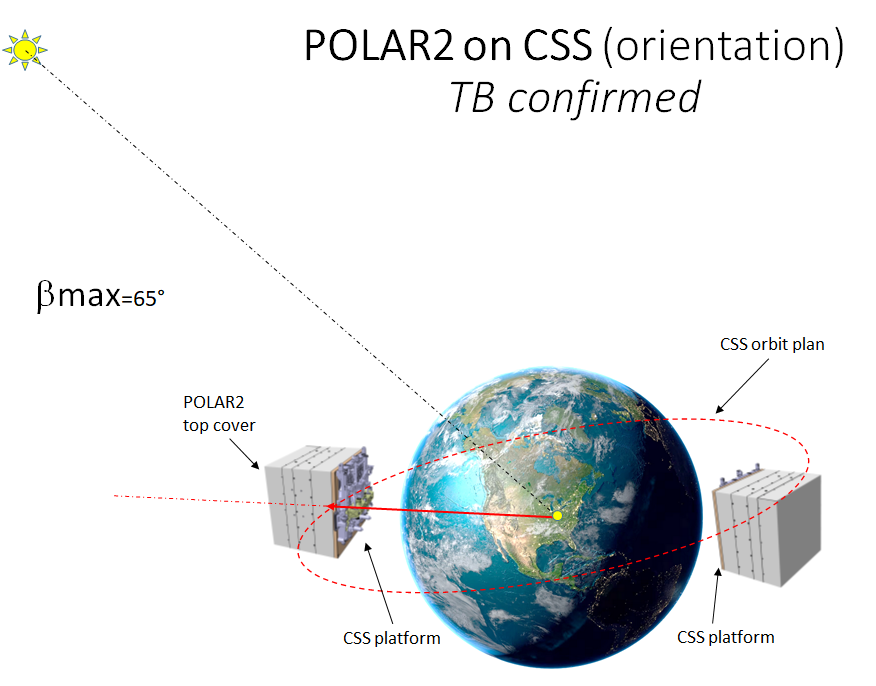 POLAR2 on CSS (orientation)
TB confirmed
βmax=65°
CSS orbit plan
POLAR2
top cover
CSS platform
CSS platform